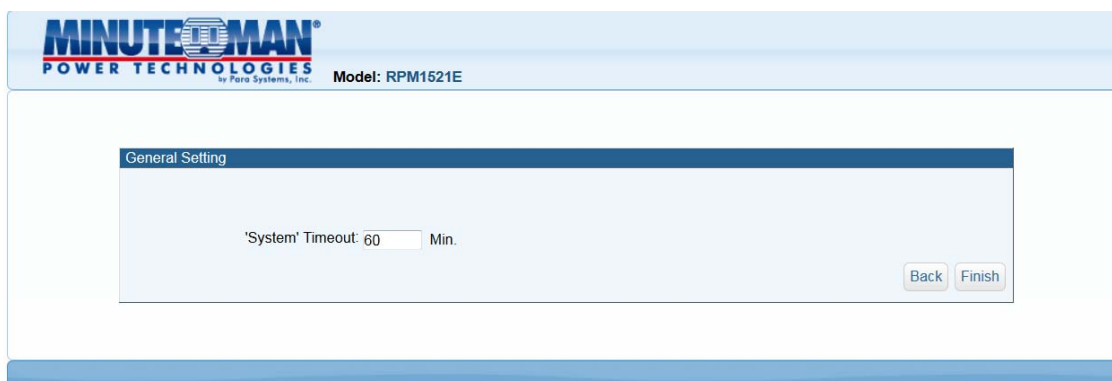 MINUTEMAN®
POWER TECHNOLOGIES
by Para Systems, Inc.
Model: RPM1521E
General Setting
'System' Timeout: 60 Min.
Back Finish